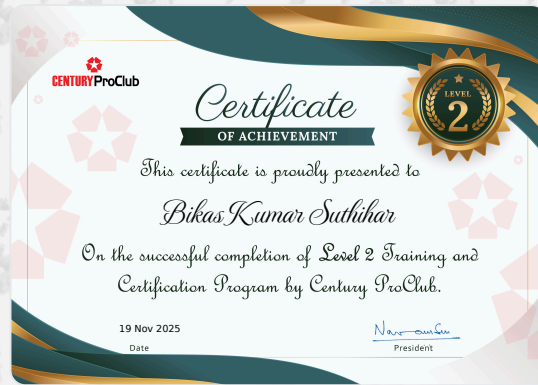 CENTURY ProClub
Certificate
OF ACHIEVEMENT
LEVEL
2
This certificate is proudly presented to
Bikas Kumar Suthihar
On the successful completion of Level 2 Training and
Certification Program by Century ProClub.
19 Nov 2025
Date
President